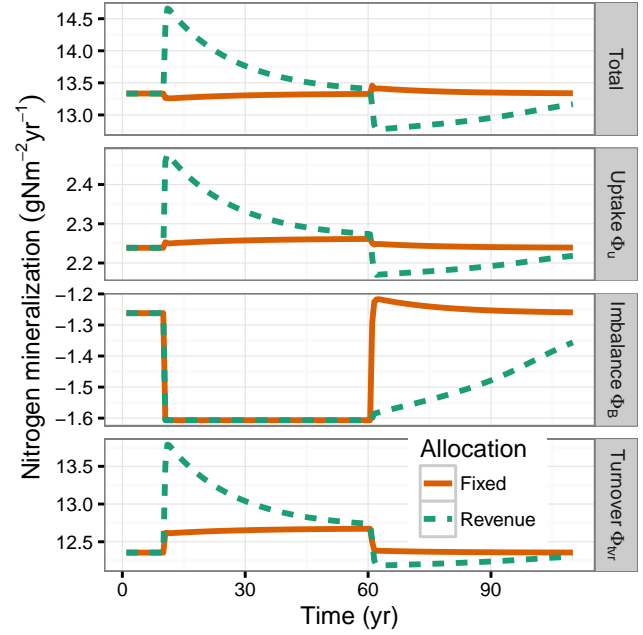 Nitrogen mineralization (gNm⁻²yr⁻¹)
14.5
14.0
13.5
13.0
Total
2.4
2.3
2.2
Uptake Φu
−1.2
−1.3
−1.4
−1.5
−1.6
Imbalance ΦB
13.5
13.0
12.5
Turnover Φtvr
Allocation
Fixed
Revenue
0 30 60 90
Time (yr)